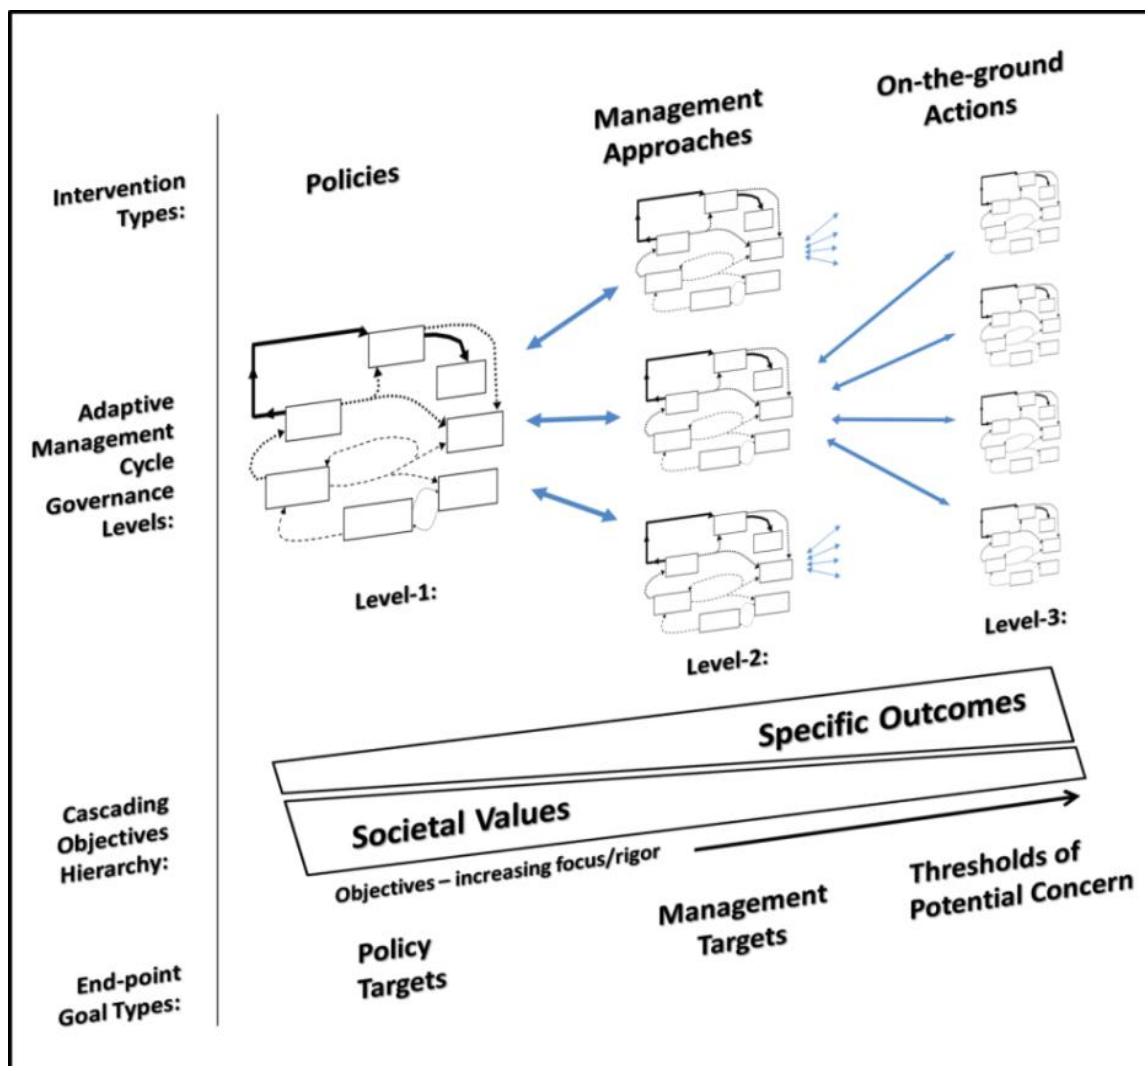 Intervention
Types:
Policies
Management
Approaches
On-the-ground
Actions
Adaptive
Management
Cycle
Governance
Levels:
Level-1:
Level-2:
Level-3:
Cascading
Objectives
Hierarchy:
Specific Outcomes
Societal Values
Objectives – increasing focus/rigor
End-point
Goal Types:
Policy
Targets
Management
Targets
Thresholds of
Potential Concern